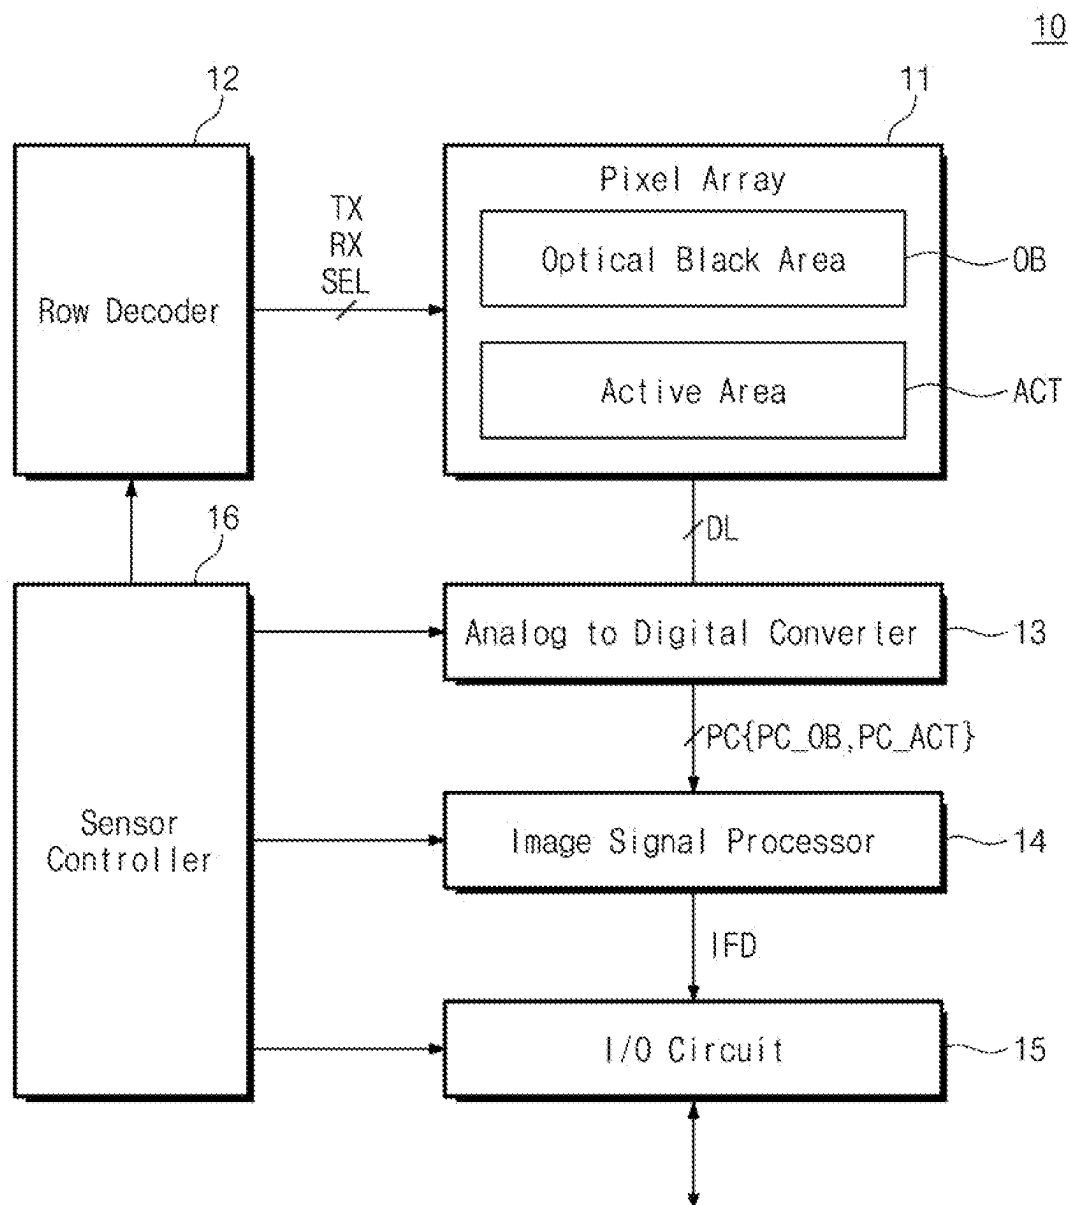 10
12
11
Pixel Array
TX
RX
SEL
Optical Black Area
OB
Row Decoder
Active Area
ACT
16
DL
Analog to Digital Converter
13
PC{PC_OB,PC_ACT}
Sensor
Controller
Image Signal Processor
14
IFD
I/O Circuit
15